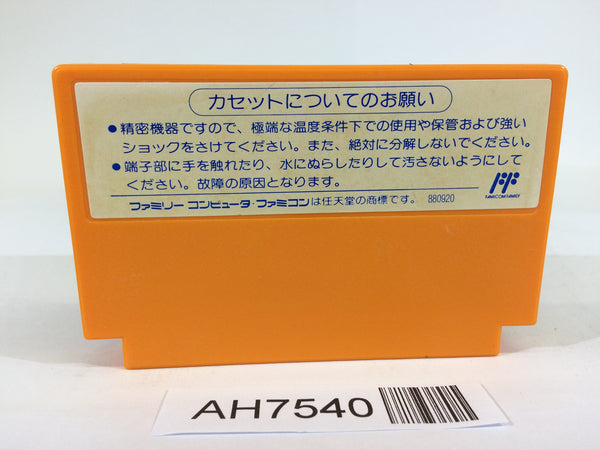 カセットについてのお願い
●精密機器ですので、極端な温度条件下での使用や保管および強い
ショックをさけてください。また、絶対に分解しないでください。
●端子部に手を触れたり、水にぬらしたりして汚さないようにして
ください。故障の原因となります。
FAMICOM FAMILY
ファミリー コンピュータ・ファミコンは任天堂の商標です。 880920
AH7540